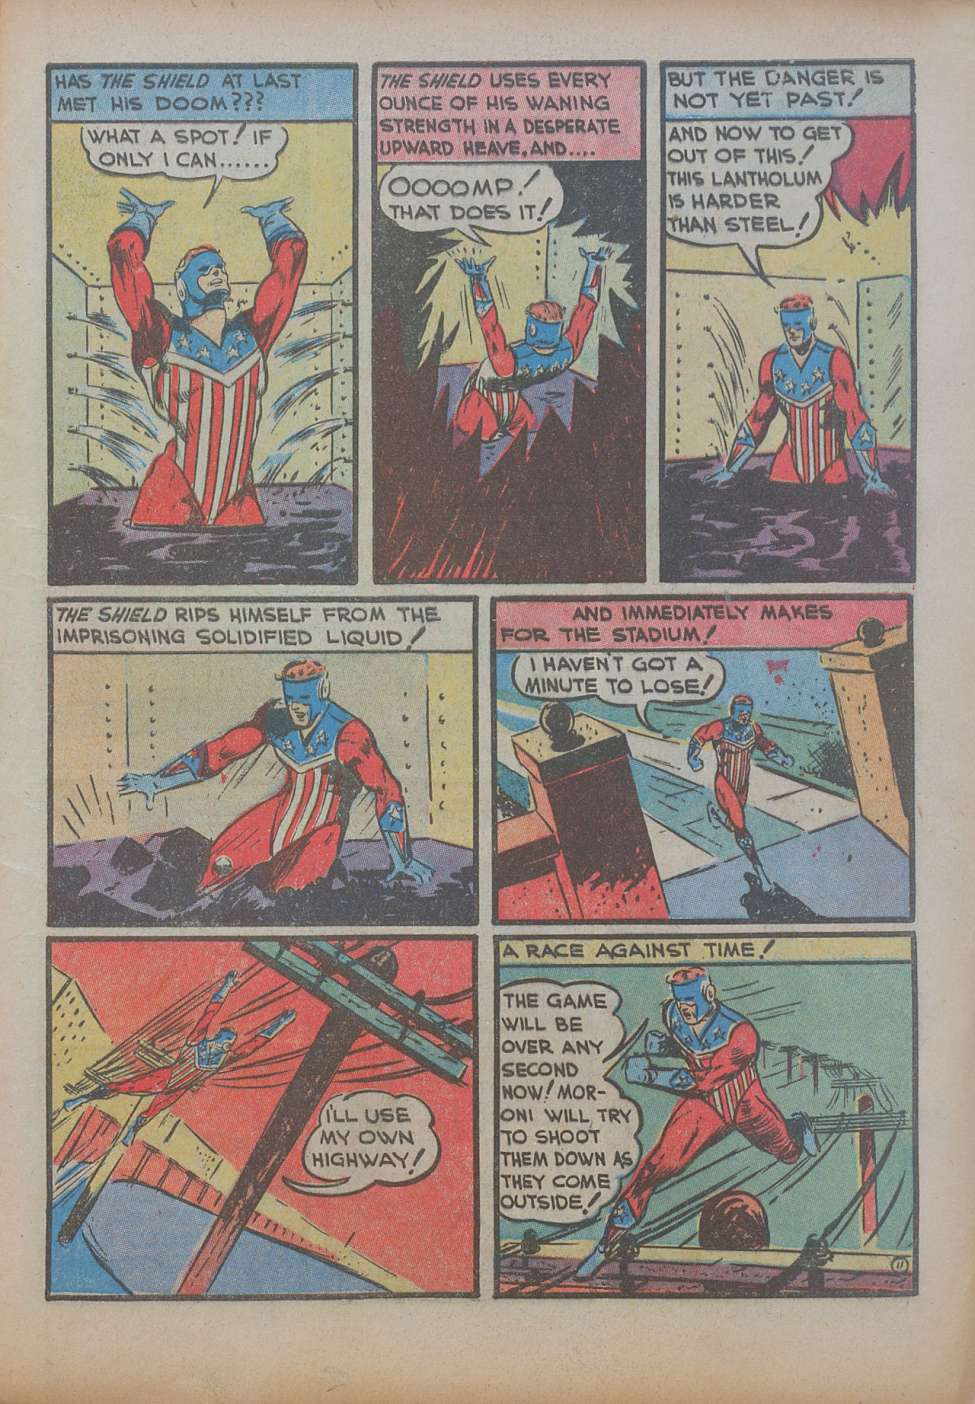 HAS THE SHIELD AT LAST
MET HIS DOOM???
WHAT A SPOT! IF
ONLY I CAN......
THE SHIELD USES EVERY
OUNCE OF HIS WANING
STRENGTH IN A DESPERATE
UPWARD HEAVE, AND....
OOOOMP!
THAT DOES IT!
BUT THE DANGER IS
NOT YET PAST!
AND NOW TO GET
OUT OF THIS!
THIS LANTHOLUM
IS HARDER
THAN STEEL!
THE SHIELD RIPS HIMSELF FROM THE
IMPRISONING SOLIDIFIED LIQUID!
AND IMMEDIATELY MAKES
FOR THE STADIUM!
I HAVEN'T GOT A
MINUTE TO LOSE!
I'LL USE
MY OWN
HIGHWAY!
A RACE AGAINST TIME!
THE GAME
WILL BE
OVER ANY
SECOND
NOW! MOR-
ONI WILL TRY
TO SHOOT
THEM DOWN AS
THEY COME
OUTSIDE!
11